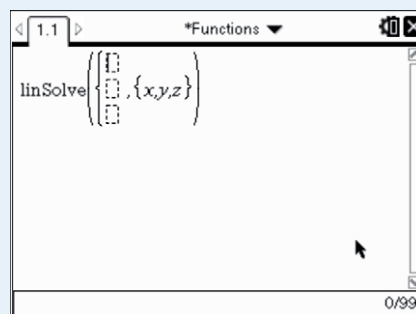 1.1 *Functions
linSolve({ ,{x,y,z})
0/99